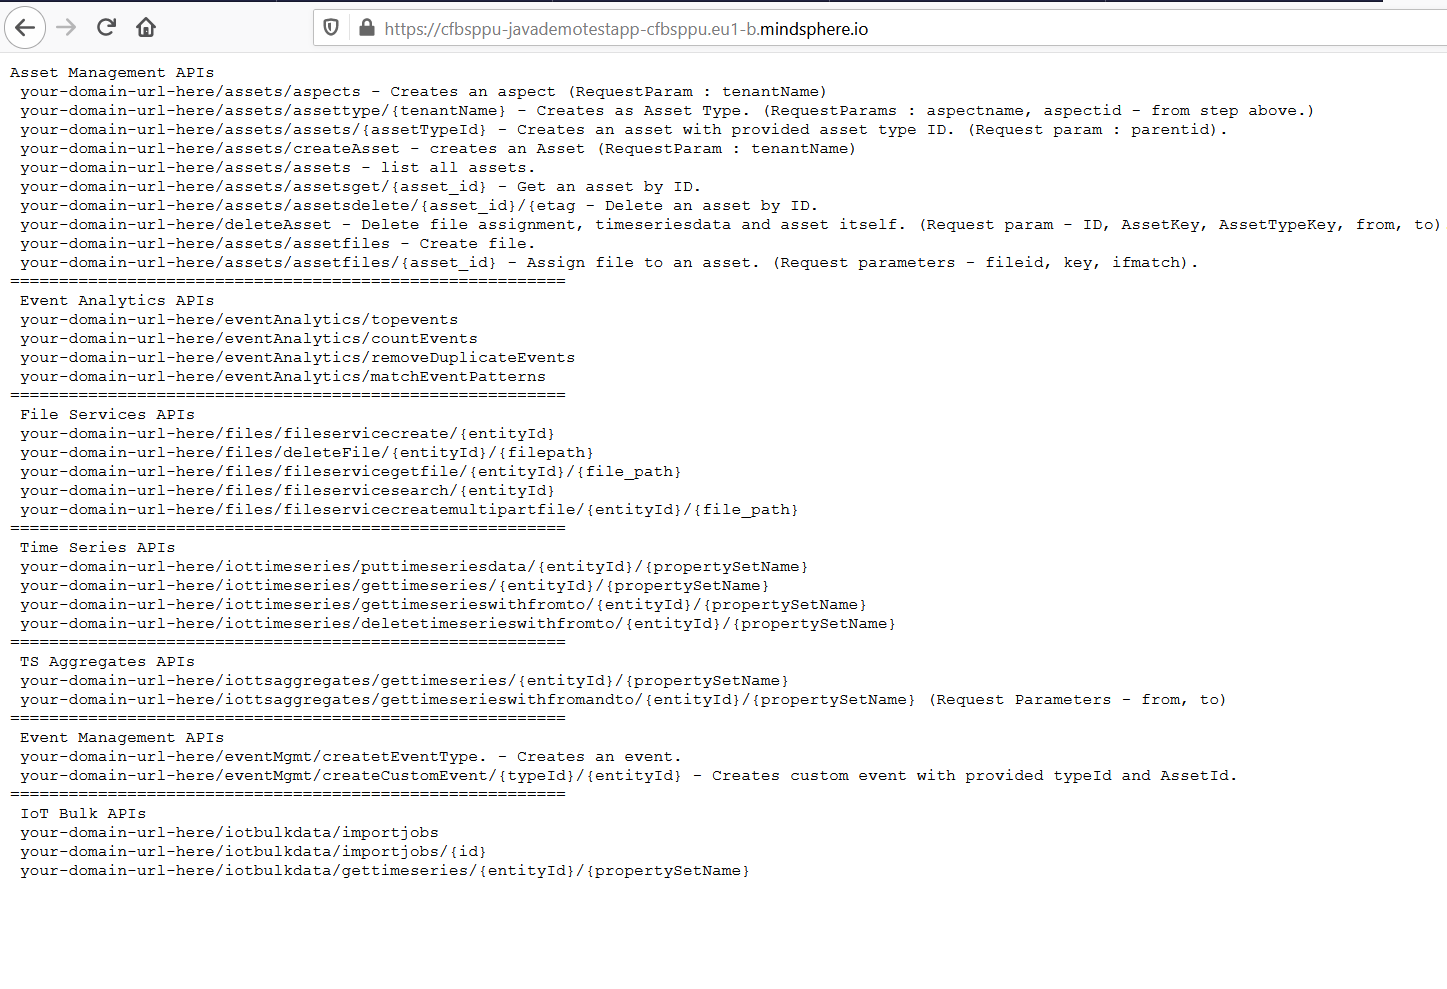 https://cfbsppu-javademotestapp-cfbsppu.eu1-b.mindsphere.io
Asset Management APIs
your-domain-url-here/assets/aspects - Creates an aspect (RequestParam : tenantName)
your-domain-url-here/assets/assettype/{tenantName} - Creates as Asset Type. (RequestParams : aspectname, aspectid - from step above.)
your-domain-url-here/assets/assets/{assetTypeId} - Creates an asset with provided asset type ID. (Request param : parentid).
your-domain-url-here/assets/createAsset - creates an Asset (RequestParam : tenantName)
your-domain-url-here/assets/assets - list all assets.
your-domain-url-here/assets/assetsget/{asset_id} - Get an asset by ID.
your-domain-url-here/assets/assetsdelete/{asset_id}/{etag - Delete an asset by ID.
your-domain-url-here/deleteAsset - Delete file assignment, timeseriesdata and asset itself. (Request param - ID, AssetKey, AssetTypeKey, from, to)
your-domain-url-here/assets/assetfiles - Create file.
your-domain-url-here/assets/assetfiles/{asset_id} - Assign file to an asset. (Request parameters - fileid, key, ifmatch).
=========================================================
Event Analytics APIs
your-domain-url-here/eventAnalytics/topevents
your-domain-url-here/eventAnalytics/countEvents
your-domain-url-here/eventAnalytics/removeDuplicateEvents
your-domain-url-here/eventAnalytics/matchEventPatterns
=========================================================
File Services APIs
your-domain-url-here/files/fileservicecreate/{entityId}
your-domain-url-here/files/deleteFile/{entityId}/{filepath}
your-domain-url-here/files/fileservicegetfile/{entityId}/{file_path}
your-domain-url-here/files/fileservicesearch/{entityId}
your-domain-url-here/files/fileservicecreatemultipartfile/{entityId}/{file_path}
=========================================================
Time Series APIs
your-domain-url-here/iottimeseries/puttimeseriesdata/{entityId}/{propertySetName}
your-domain-url-here/iottimeseries/gettimeseries/{entityId}/{propertySetName}
your-domain-url-here/iottimeseries/gettimeserieswithfromto/{entityId}/{propertySetName}
your-domain-url-here/iottimeseries/deletetimeserieswithfromto/{entityId}/{propertySetName}
=========================================================
TS Aggregates APIs
your-domain-url-here/iottsaggregates/gettimeseries/{entityId}/{propertySetName}
your-domain-url-here/iottsaggregates/gettimeserieswithfromandto/{entityId}/{propertySetName} (Request Parameters - from, to)
=========================================================
Event Management APIs
your-domain-url-here/eventMgmt/createtEventType. - Creates an event.
your-domain-url-here/eventMgmt/createCustomEvent/{typeId}/{entityId} - Creates custom event with provided typeId and AssetId.
=========================================================
IoT Bulk APIs
your-domain-url-here/iotbulkdata/importjobs
your-domain-url-here/iotbulkdata/importjobs/{id}
your-domain-url-here/iotbulkdata/gettimeseries/{entityId}/{propertySetName}